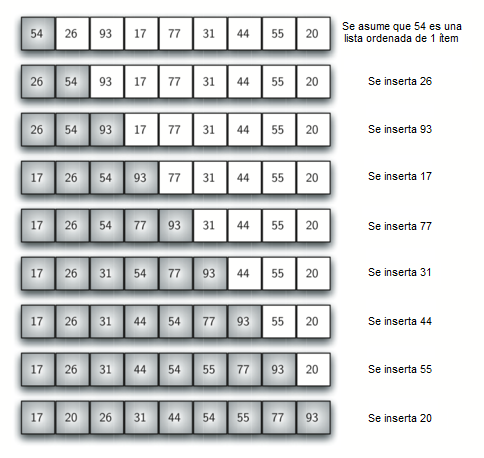 54 26 93 17 77 31 44 55 20 Se asume que 54 es una
lista ordenada de 1 ítem
26 54 93 17 77 31 44 55 20 Se inserta 26
26 54 93 17 77 31 44 55 20 Se inserta 93
17 26 54 93 77 31 44 55 20 Se inserta 17
17 26 54 77 93 31 44 55 20 Se inserta 77
17 26 31 54 77 93 44 55 20 Se inserta 31
17 26 31 44 54 77 93 55 20 Se inserta 44
17 26 31 44 54 55 77 93 20 Se inserta 55
17 20 26 31 44 54 55 77 93 Se inserta 20